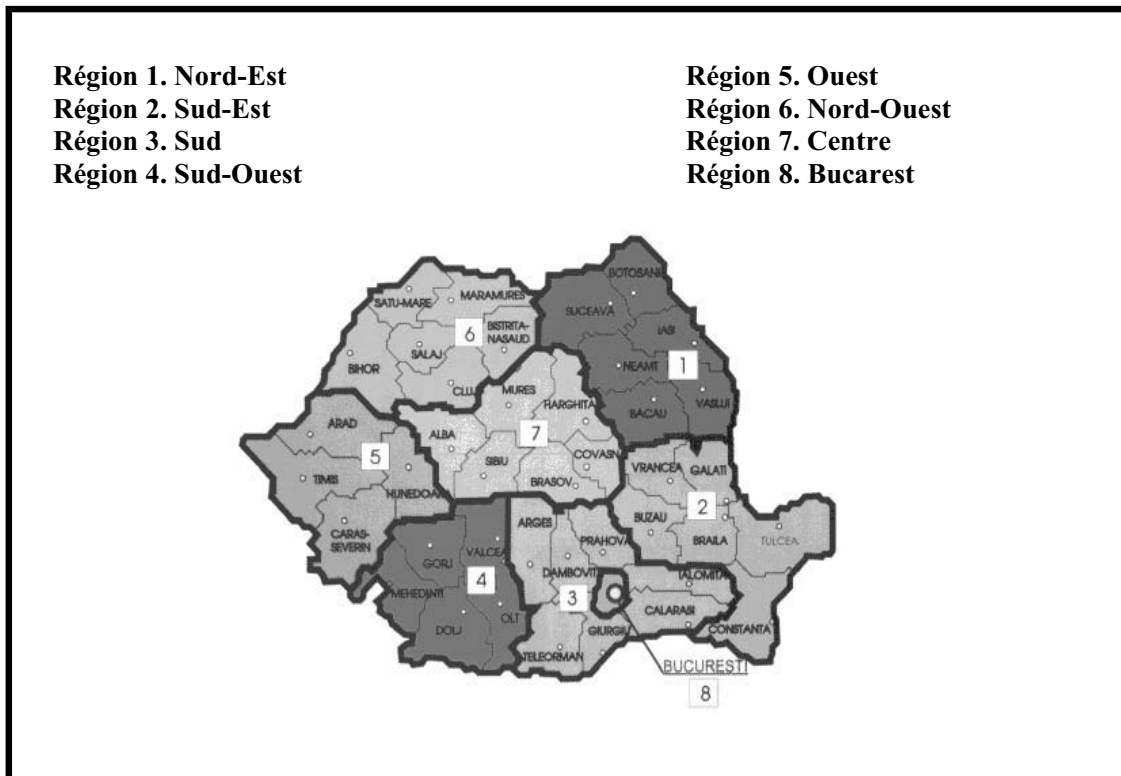 Région 1. Nord-Est
Région 2. Sud-Est
Région 3. Sud
Région 4. Sud-Ouest
Région 5. Ouest
Région 6. Nord-Ouest
Région 7. Centre
Région 8. Bucarest
BOTOSANI
SUCEAVA
MARAMURES
SATU-MARE
BISTRITA-
NASAUD
IASI
6
SALAJ
BIHOR
NEAMT
1
CLUJ
MURES
VASLUI
HARGHITA
BACAU
ARAD
ALBA
7
5
SIBIU
COVASN
VRANCEA
GALATI
TIMIS
HUNEDOAR
BRASOV
2
ARGES
BUZAU
CARAS-
SEVERIN
PRAHOVA
BRAILA
TULCEA
VALCEA
GORJ
4
DAMBOVIT
IALOMITA
MEHEDINTI
3
CALARASI
OLT
DOLJ
GIURGIU
CONSTANTA
TELEORMAN
BUCURESTI
8